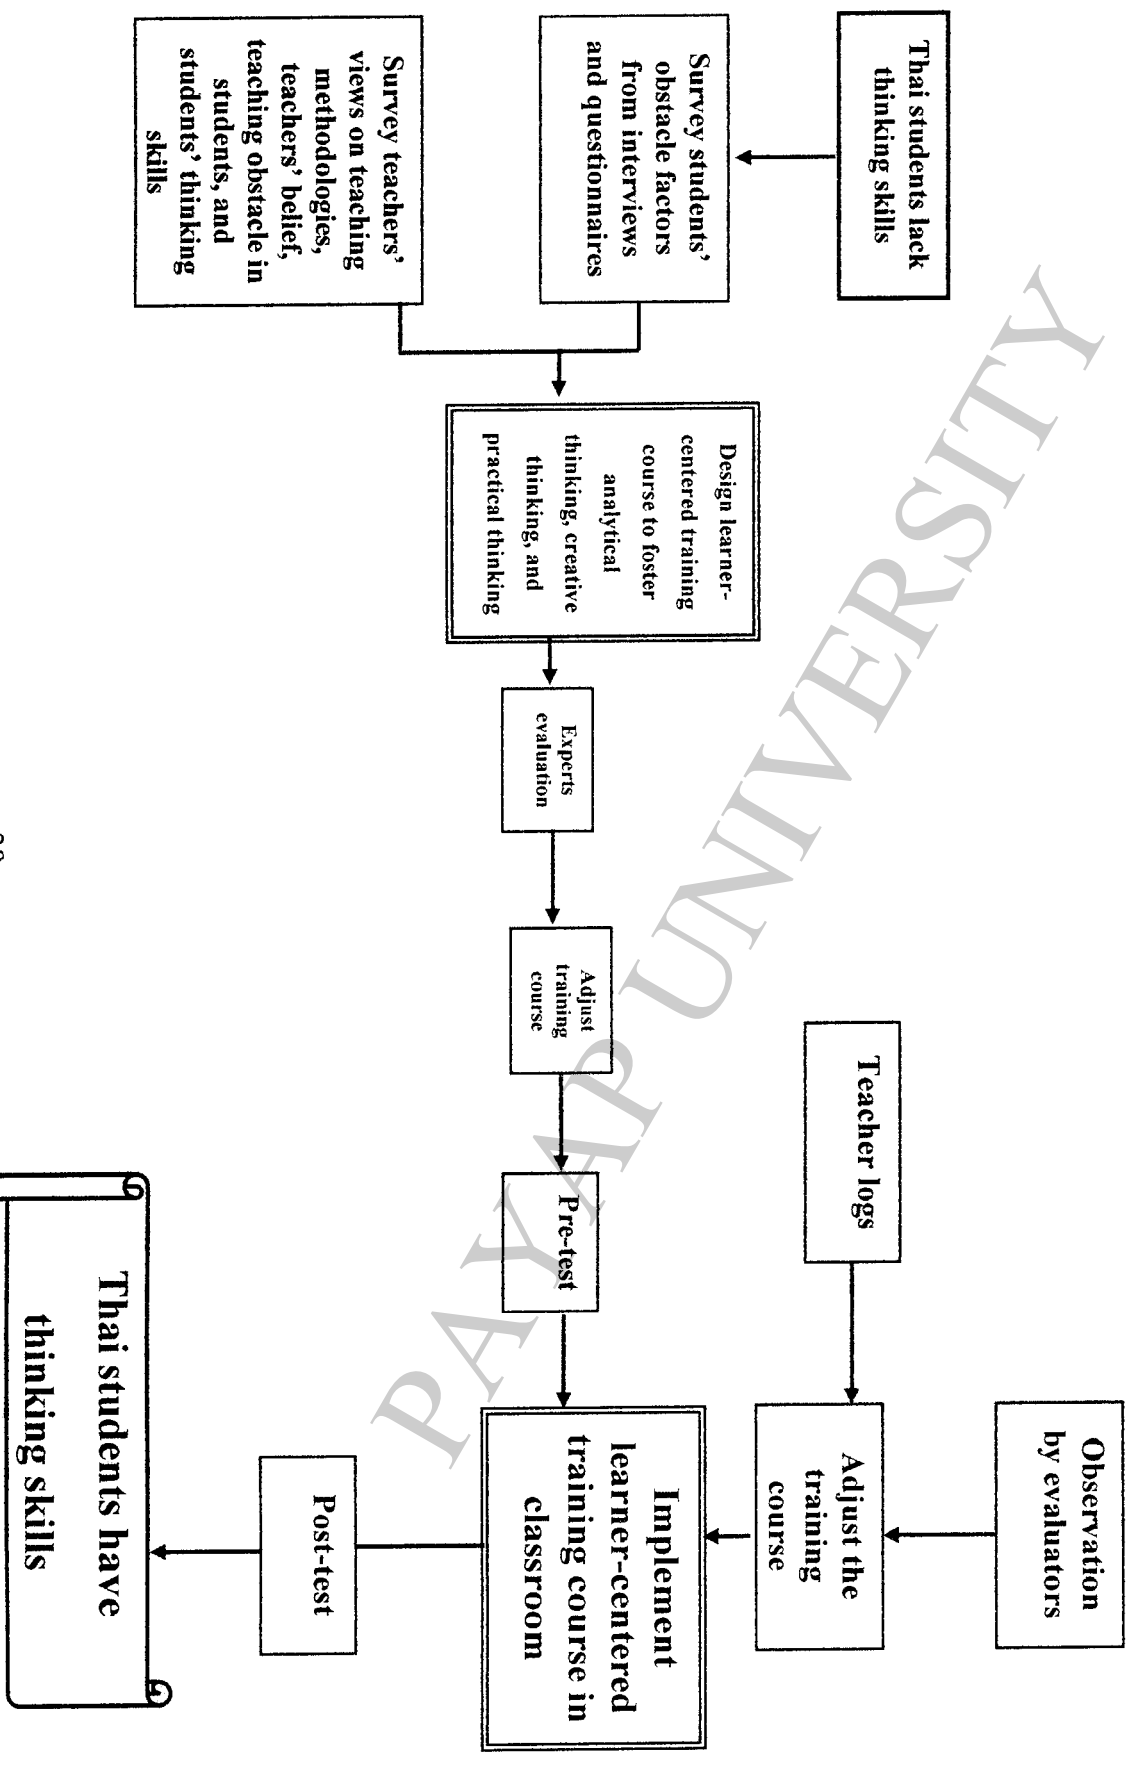 Thai students lack
thinking skills
Survey students'
obstacle factors
from interviews
and questionnaires
Survey teachers'
views on teaching
methodologies,
teachers' belief,
teaching obstacle in
students, and
students' thinking
skills
Design learner-
centered training
course to foster
analytical
thinking, creative
thinking, and
practical thinking
Experts
evaluation
Adjust
training
course
Pre-test
Teacher logs
Observation
by evaluators
Adjust the
training
course
Implement
learner-centered
training course in
classroom
Post-test
Thai students have
thinking skills
PAYAP UNIVERSITY